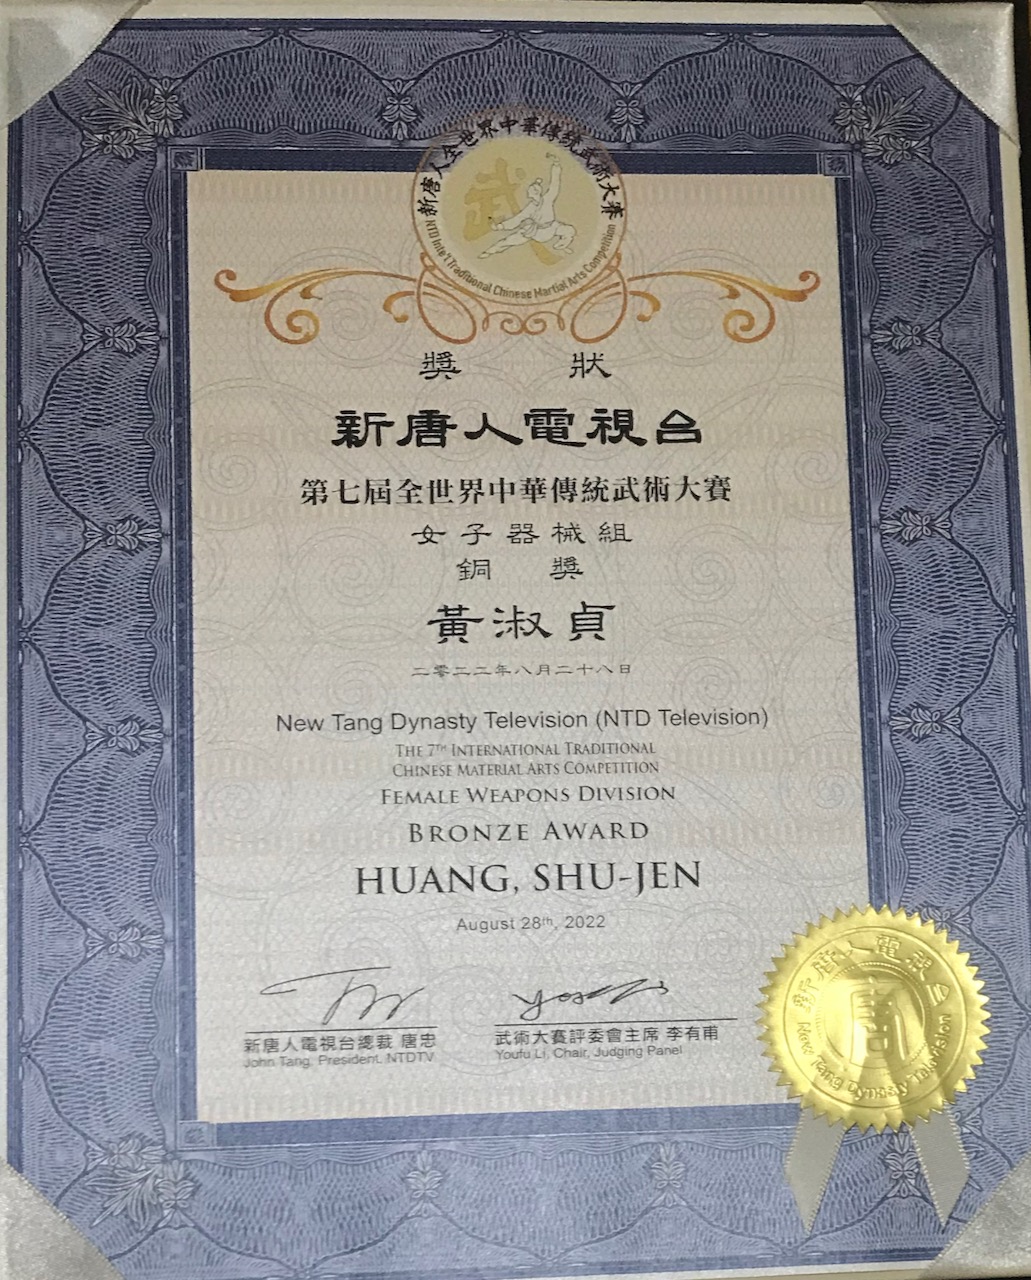 新唐人全世界中華傳統武術大賽
NTD Inte'l Traditional Chinese Martial Arts Competition
武
獎 狀
新唐人電視台
第七屆全世界中華傳統武術大賽
女子器械組
銅 獎
黃淑貞
二零二二年八月二十八日
New Tang Dynasty Television (NTD Television)
THE 7TH INTERNATIONAL TRADITIONAL
CHINESE MATERIAL ARTS COMPETITION
FEMALE WEAPONS DIVISION
BRONZE AWARD
HUANG, SHU-JEN
August 28th, 2022
新唐人電視台總裁 唐忠
John Tang, President, NTDTV
武術大賽評委會主席 李有甫
Youfu Li, Chair, Judging Panel
新唐人電視台
New Tang Dynasty Television